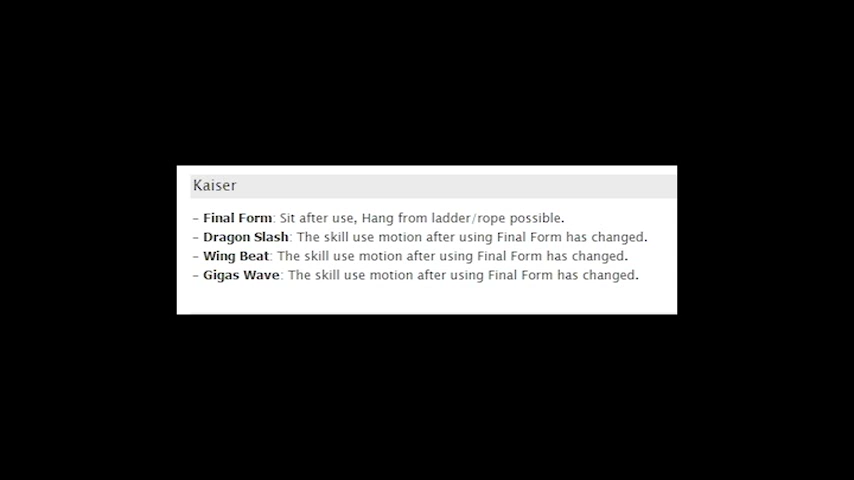 Kaiser
- Final Form: Sit after use, Hang from ladder/rope possible.
- Dragon Slash: The skill use motion after using Final Form has changed.
- Wing Beat: The skill use motion after using Final Form has changed.
- Gigas Wave: The skill use motion after using Final Form has changed.